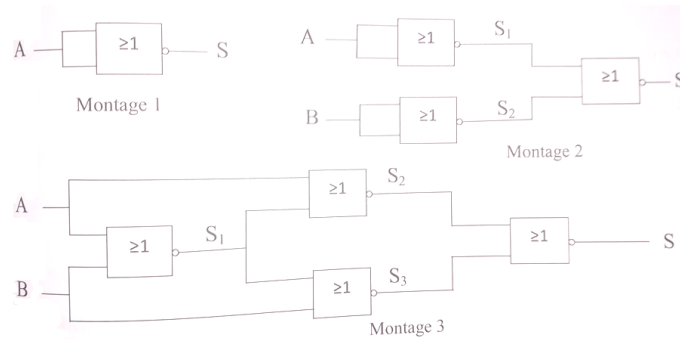 A ≥1 S
Montage 1
A ≥1 S₁
≥1 S
B ≥1 S₂
Montage 2
A ≥1 S₂
≥1 S₁ ≥1 S
B ≥1 S₃
Montage 3